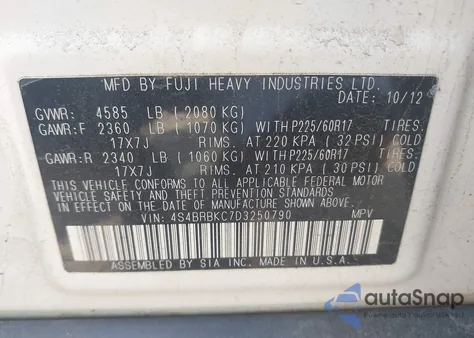 MFD BY FUJI HEAVY INDUSTRIES LTD.
DATE: 10/12
GVWR: 4585 LB (2080 KG)
GAWR:F 2360 LB (1070 KG) WITH P225/60R17 TIRES.
17X7J RIMS. AT 220 KPA (32 PSI) COLD
GAWR:R 2340 LB (1060 KG) WITH P225/60R17 TIRES.
17X7J RIMS. AT 210 KPA (30 PSI) COLD
THIS VEHICLE CONFORMS TO ALL APPLICABLE FEDERAL MOTOR
VEHICLE SAFETY AND THEFT PREVENTION STANDARDS IN
EFFECT ON THE DATE OF MANUFACTURE SHOWN ABOVE.
VIN: 4S4BRBKC7D3250790 MPV
ASSEMBLED BY SIA INC. MADE IN U.S.A.
autoSnap